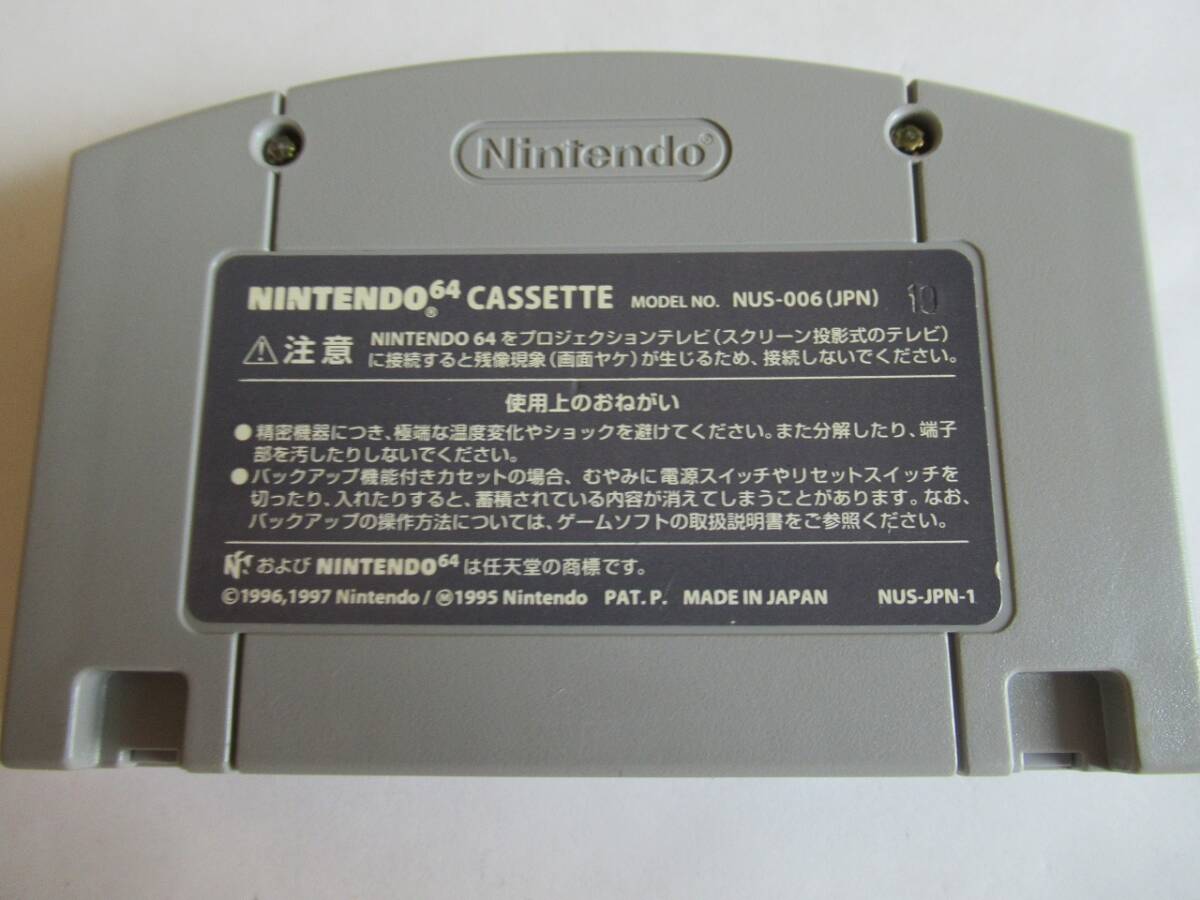 Nintendo®
NINTENDO®64 CASSETTE MODEL NO. NUS-006(JPN) 10
⚠注意 NINTENDO 64をプロジェクションテレビ(スクリーン投影式のテレビ)
に接続すると残像現象(画面ヤケ)が生じるため、接続しないでください。
使用上のおねがい
●精密機器につき、極端な温度変化やショックを避けてください。また分解したり、端子
部を汚したりしないでください。
●バックアップ機能付きカセットの場合、むやみに電源スイッチやリセットスイッチを
切ったり、入れたりすると、蓄積されている内容が消えてしまうことがあります。なお、
バックアップの操作方法については、ゲームソフトの取扱説明書をご参照ください。
および NINTENDO64 は任天堂の商標です。
©1996,1997 Nintendo / Ⓜ1995 Nintendo PAT. P. MADE IN JAPAN NUS-JPN-1